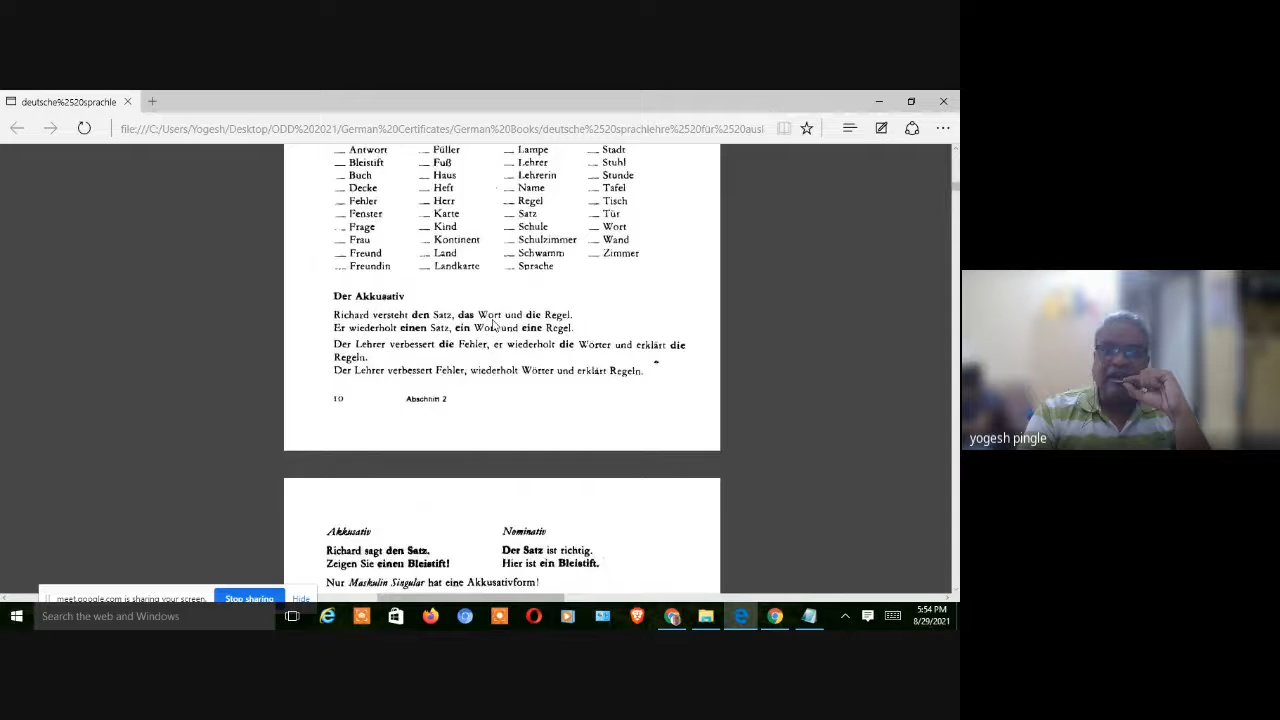 deutsche%2520sprachle
file:///C:/Users/Yogesh/Desktop/ODD%202021/German%20Certificates/German%20Books/deutsche%2520sprachlehre%2520für%2520ausl
__ Antwort __ Füller __ Lampe __ Stadt
__ Bleistift __ Fuß __ Lehrer __ Stuhl
__ Buch __ Haus __ Lehrerin __ Stunde
__ Decke __ Heft __ Name __ Tafel
__ Fehler __ Herr __ Regel __ Tisch
__ Fenster __ Karte __ Satz __ Tür
__ Frage __ Kind __ Schule __ Wort
__ Frau __ Kontinent __ Schulzimmer __ Wand
__ Freund __ Land __ Schwamm __ Zimmer
__ Freundin __ Landkarte __ Sprache
Der Akkusativ
Richard versteht den Satz, das Wort und die Regel.
Er wiederholt einen Satz, ein Wort und eine Regel.
Der Lehrer verbessert die Fehler, er wiederholt die Wörter und erklärt die
Regeln.
Der Lehrer verbessert Fehler, wiederholt Wörter und erklärt Regeln.
10 Abschnitt 2
Akkusativ Nominativ
Richard sagt den Satz. Der Satz ist richtig.
Zeigen Sie einen Bleistift! Hier ist ein Bleistift.
Nur Maskulin Singular hat eine Akkusativform!
meet.google.com is sharing your screen. Stop sharing Hide
Search the web and Windows
5:54 PM
8/29/2021
yogesh pingle